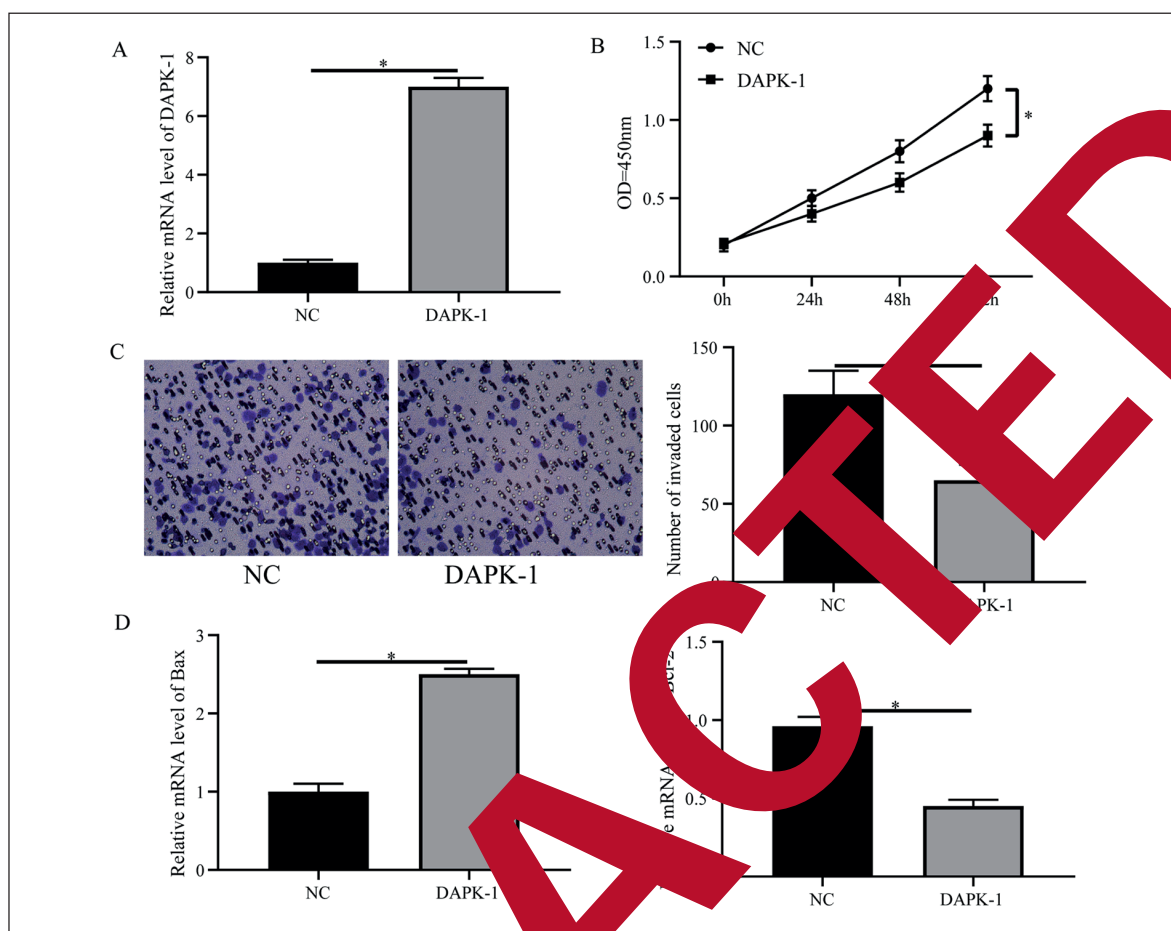 A
Relative mRNA level of DAPK-1
8
6
4
2
0
*
NC
DAPK-1
B
OD=450nm
1.5
1.0
0.5
0.0
NC
DAPK-1
*
0h
24h
48h
C
NC
DAPK-1
Number of invaded cells
150
100
50
NC
D
Relative mRNA level of Bax
3
2
1
0
*
NC
DAPK-1
mRNA
Bcl-2
1.5
0.5
*
NC
DAPK-1
ACTED